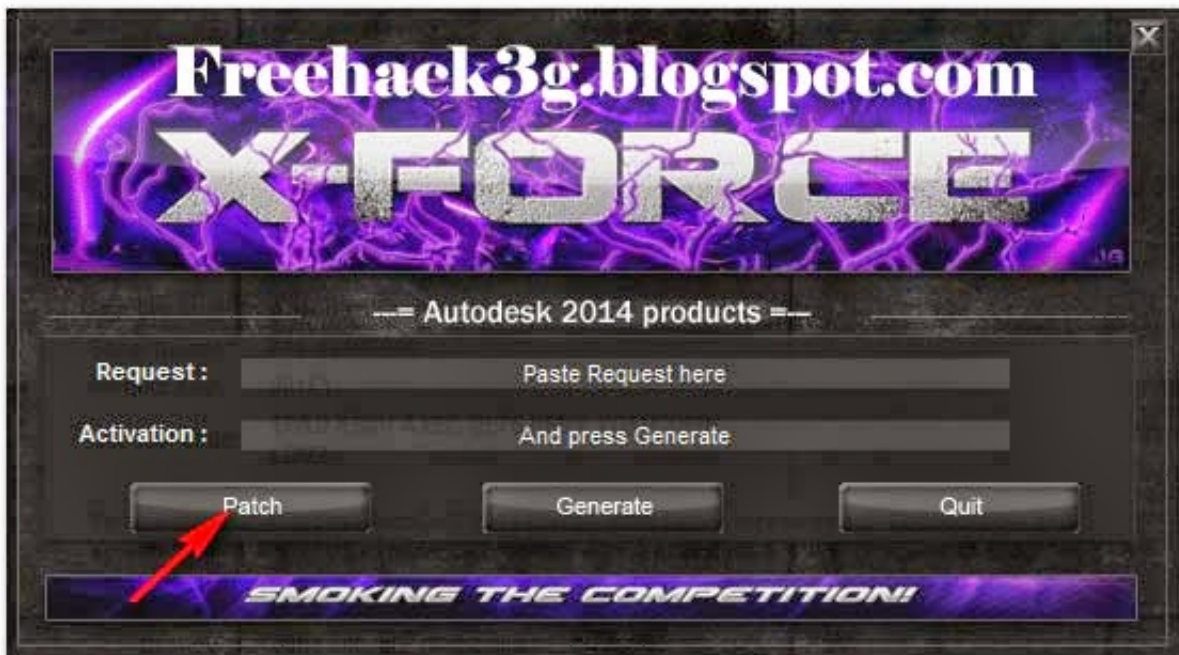 X
Freehack3g.blogspot.com
X-FORCE
JG
---= Autodesk 2014 products =---
Request :
Paste Request here
Activation :
And press Generate
Patch
Generate
Quit
SMOKING THE COMPETITION!